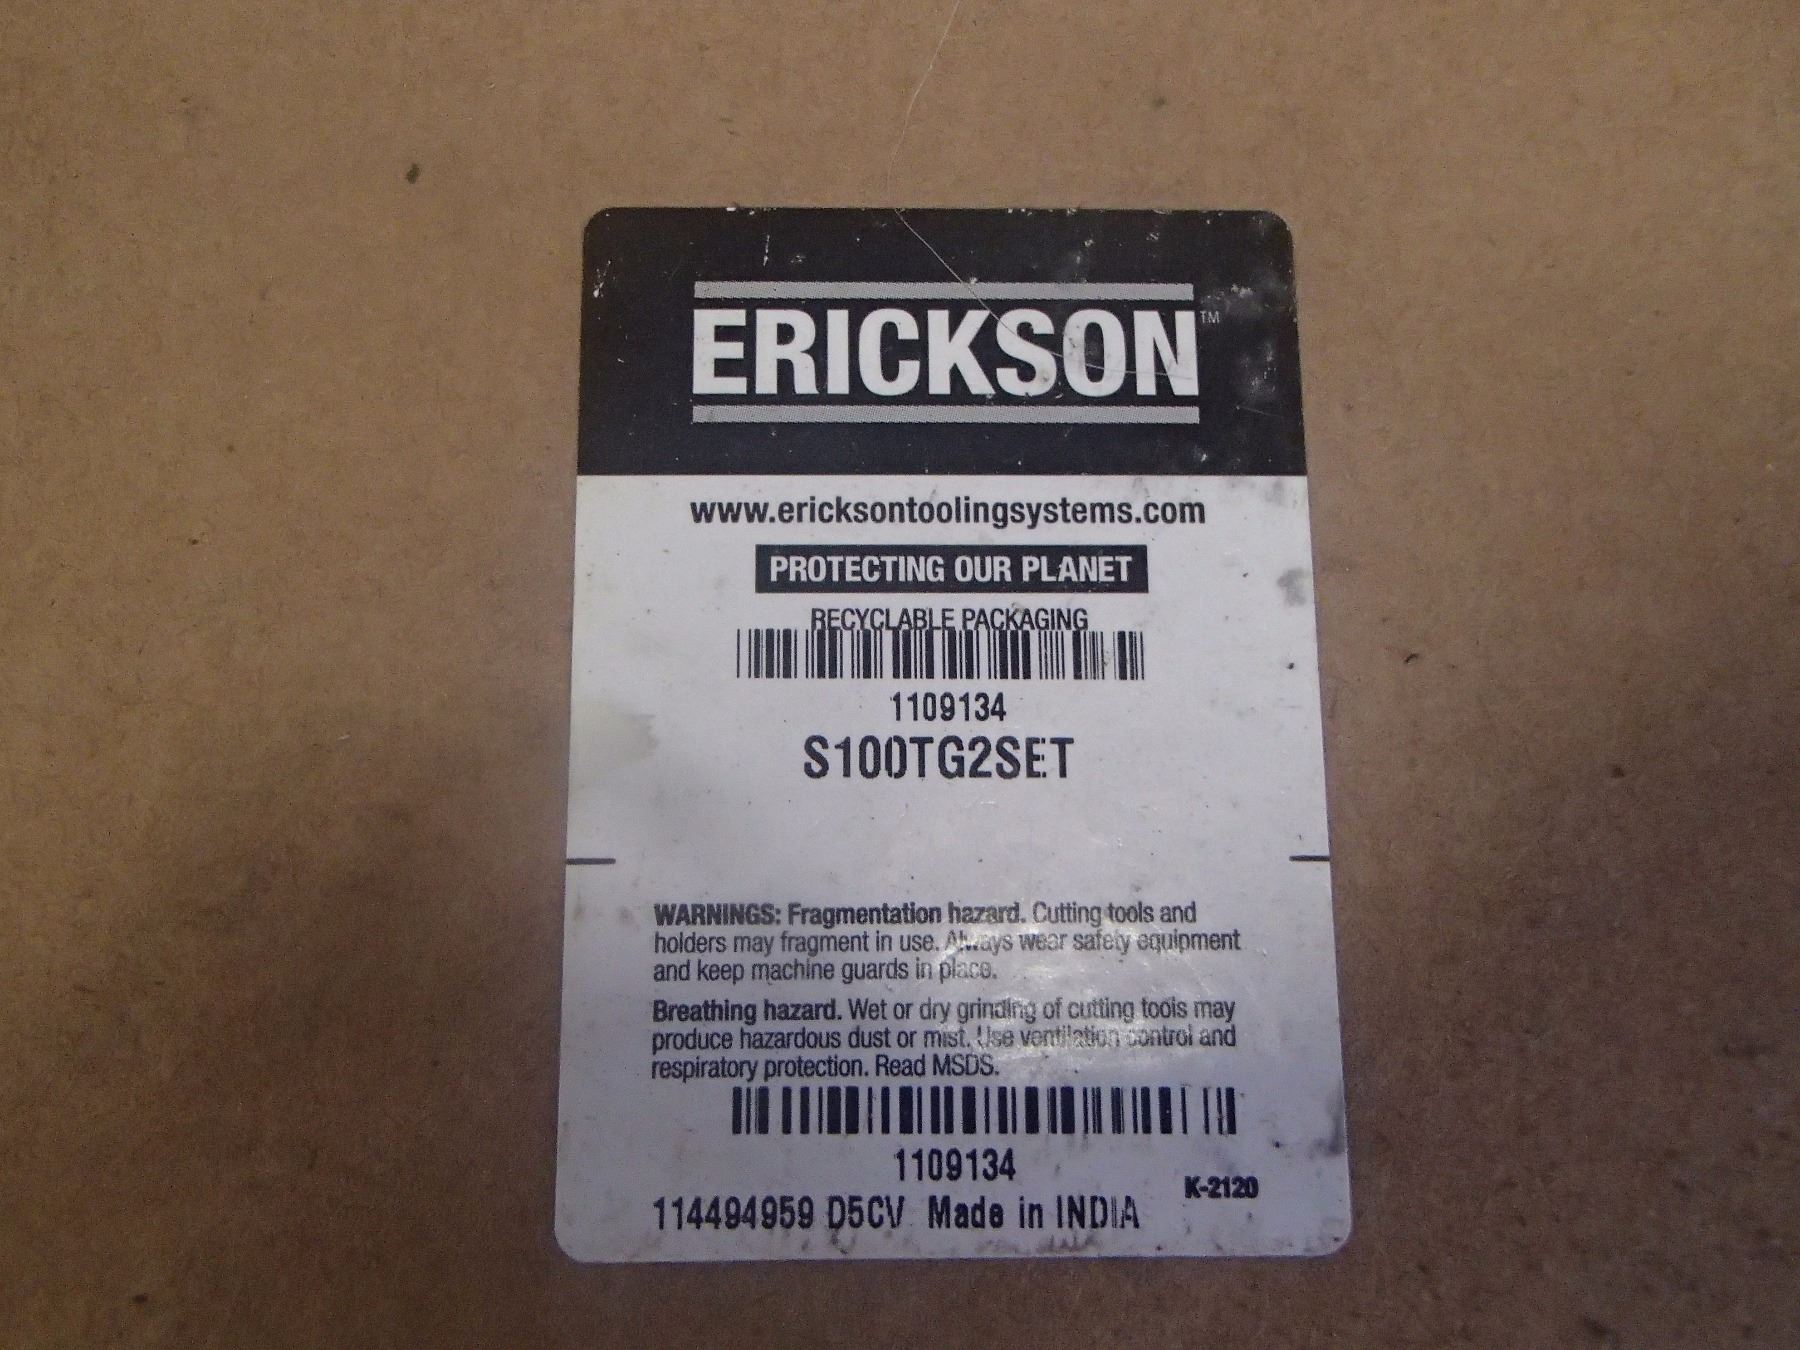 ERICKSON™
www.ericksontoolingsystems.com
PROTECTING OUR PLANET
RECYCLABLE PACKAGING
1109134
S100TG2SET
WARNINGS: Fragmentation hazard. Cutting tools and
holders may fragment in use. Always wear safety equipment
and keep machine guards in place.
Breathing hazard. Wet or dry grinding of cutting tools may
produce hazardous dust or mist. Use ventilation control and
respiratory protection. Read MSDS.
1109134
K-2120
114494959 D5CV Made in INDIA